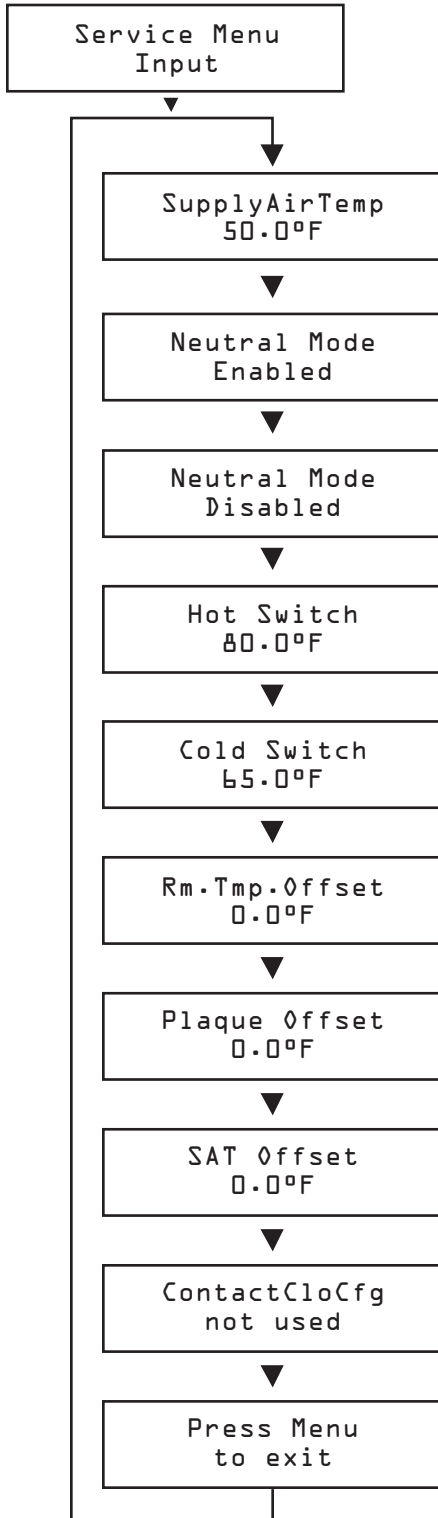 Service Menu
Input
SupplyAirTemp
50.0ºF
Neutral Mode
Enabled
Neutral Mode
Disabled
Hot Switch
80.0ºF
Cold Switch
65.0ºF
Rm.Tmp.Offset
0.0ºF
Plaque Offset
0.0ºF
SAT Offset
0.0ºF
ContactCloCfg
not used
Press Menu
to exit